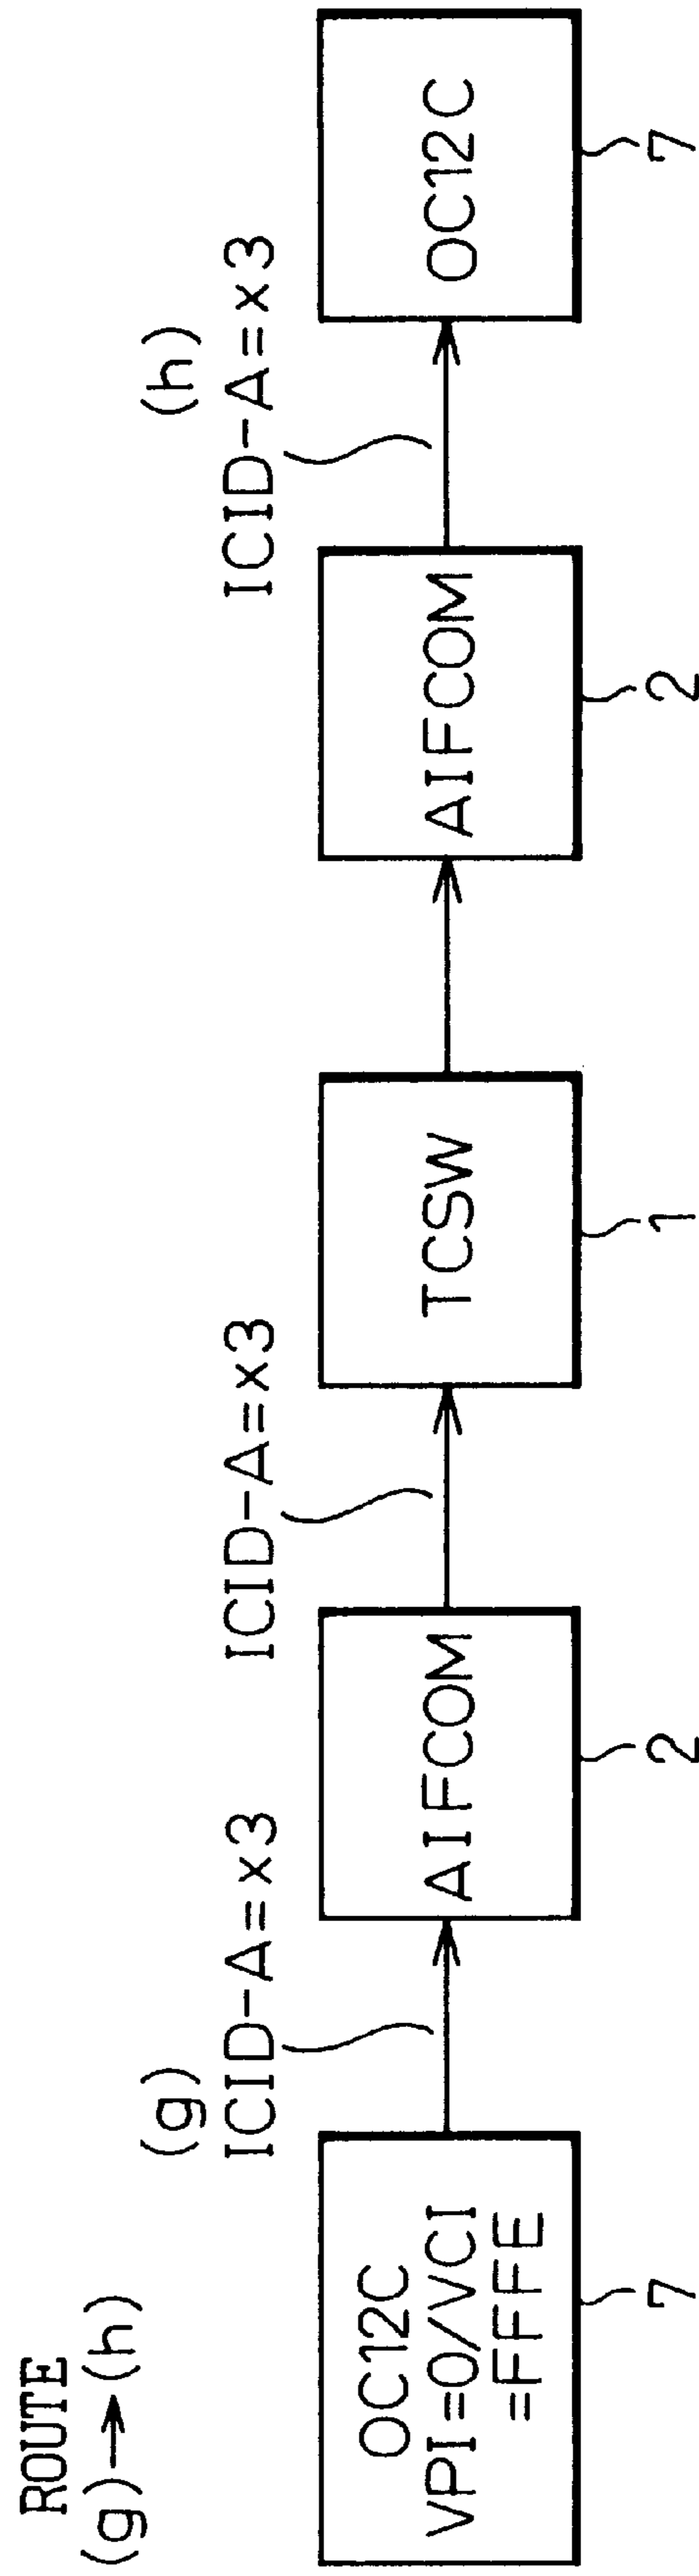 ROUTE
(g)→(h)
(g)
ICID-A=x3
ICID-A=x3
(h)
ICID-A=x3
OC12C
VPI=0/VCI
=FFFE
AIFCOM
TCSW
AIFCOM
OC12C
7
2
1
2
7